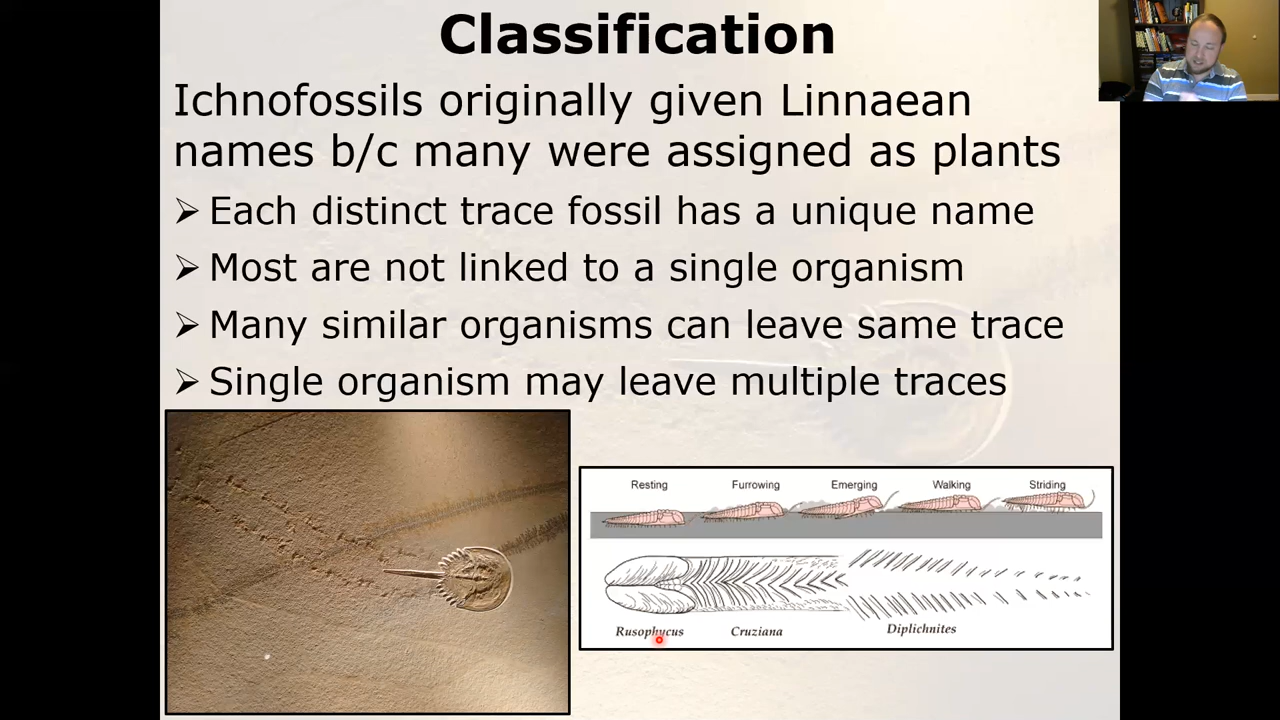 Classification
Ichnofossils originally given Linnaean
names b/c many were assigned as plants
➢ Each distinct trace fossil has a unique name
➢ Most are not linked to a single organism
➢ Many similar organisms can leave same trace
➢ Single organism may leave multiple traces
Resting Furrowing Emerging Walking Striding
Rusophycus Cruziana Diplichnites